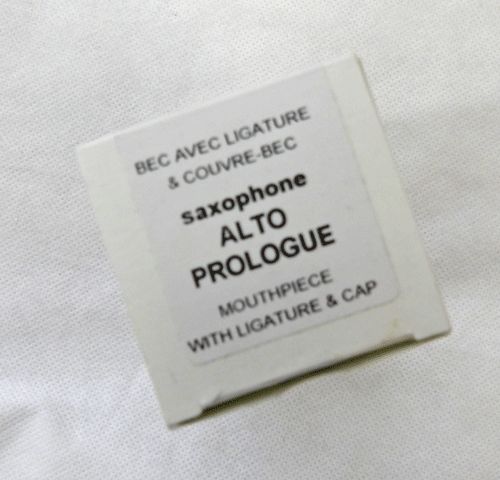 BEC AVEC LIGATURE
& COUVRE-BEC
saxophone
ALTO
PROLOGUE
MOUTHPIECE
WITH LIGATURE & CAP